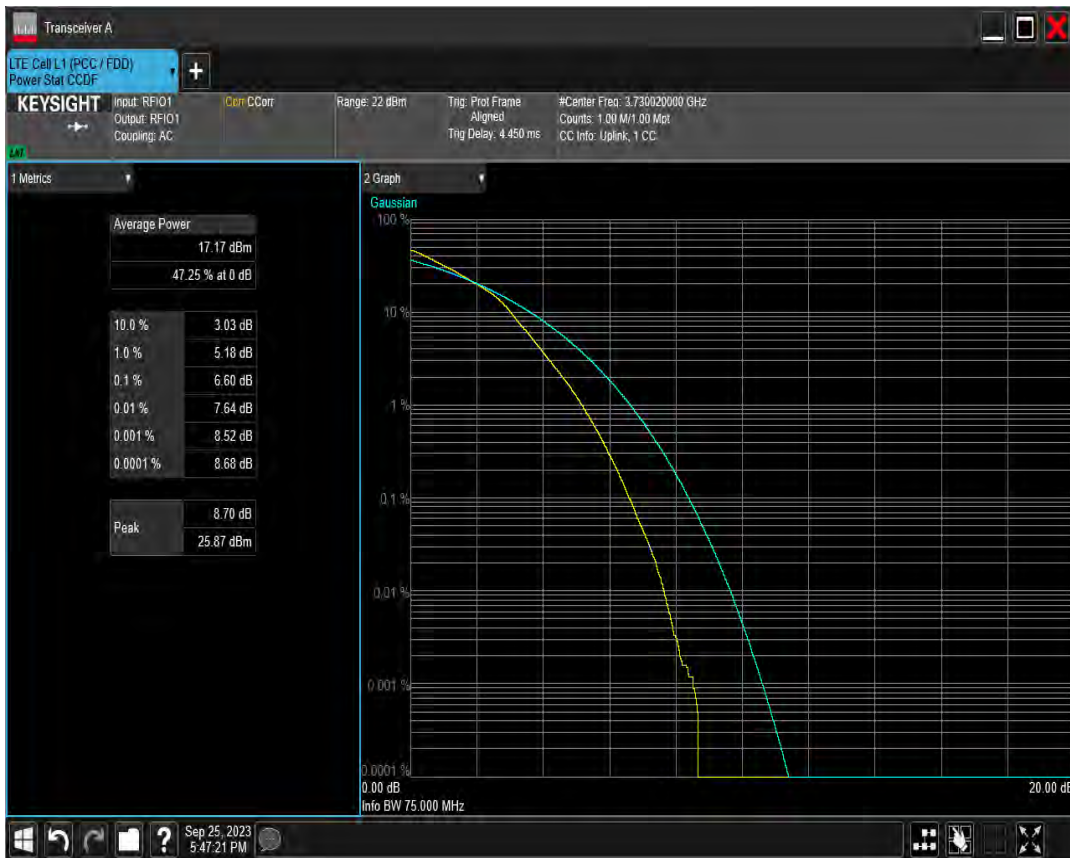 Transceiver A
LTE Cell L1 (PCC / FDD)
Power Stat CCDF
+
KEYSIGHT
Input: RFIO1
Output: RFIO1
Coupling: AC
Corr CCorr
Range: 22 dBm
Trig: Prot Frame
Aligned
Trig Delay: 4.450 ms
#Center Freq: 3.730020000 GHz
Counts: 1.00 M/1.00 Mpt
CC Info: Uplink, 1 CC
1 Metrics
Average Power
17.17 dBm
47.25 % at 0 dB
10.0 % 3.03 dB
1.0 % 5.18 dB
0.1 % 6.60 dB
0.01 % 7.64 dB
0.001 % 8.52 dB
0.0001 % 8.68 dB
Peak
8.70 dB
25.87 dBm
2 Graph
Gaussian
100 %
10 %
1 %
0.1 %
0.01 %
0.001 %
0.0001 %
0.00 dB 20.00 dB
Info BW 75.000 MHz
?
Sep 25, 2023
5:47:21 PM